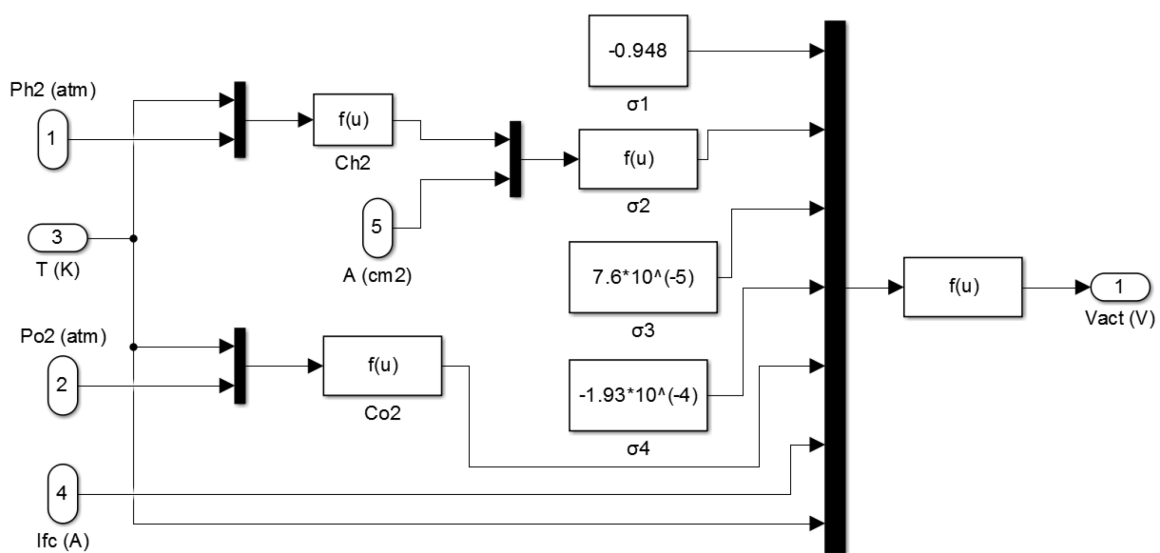 Ph2 (atm)
1
3
T (K)
Po2 (atm)
2
4
Ifc (A)
f(u)
Ch2
5
A (cm2)
f(u)
Co2
-0.948
σ1
f(u)
σ2
7.6*10^(-5)
σ3
-1.93*10^(-4)
σ4
f(u)
1
Vact (V)